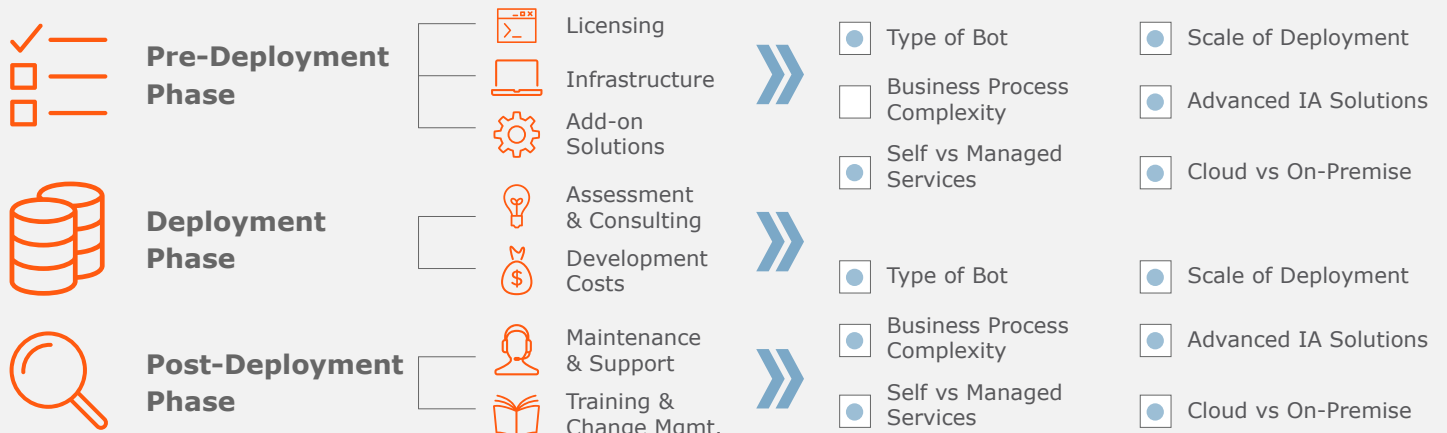 Pre-Deployment
Phase
Licensing
Infrastructure
Add-on
Solutions
Type of Bot
Scale of Deployment
Business Process
Complexity
Advanced IA Solutions
Self vs Managed
Services
Cloud vs On-Premise
Deployment
Phase
Assessment
& Consulting
Development
Costs
$
Type of Bot
Scale of Deployment
Post-Deployment
Phase
Maintenance
& Support
Training &
Change Mgmt.
Business Process
Complexity
Advanced IA Solutions
Self vs Managed
Services
Cloud vs On-Premise